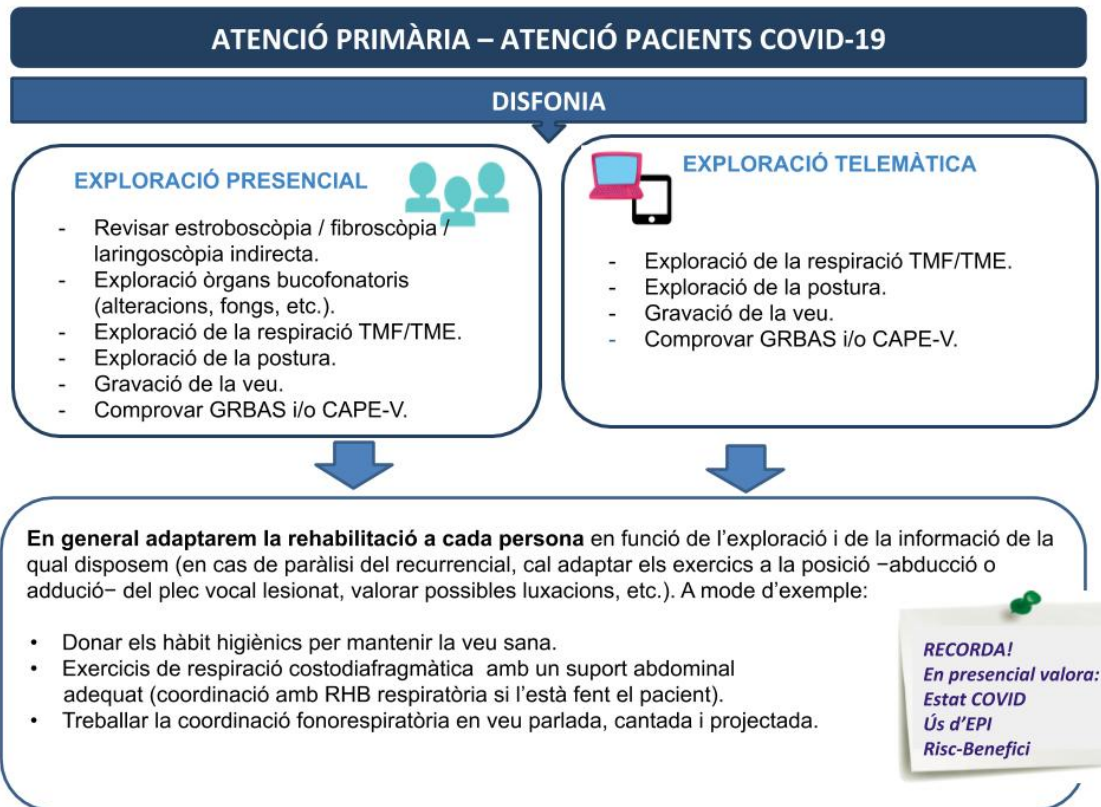 ATENCIÓ PRIMÀRIA – ATENCIÓ PACIENTS COVID-19
DISFONIA
EXPLORACIÓ PRESENCIAL
- Revisar estroboscòpia / fibroscòpia /
laringoscòpia indirecta.
- Exploració òrgans bucofonatoris
(alteracions, fongs, etc.).
- Exploració de la respiració TMF/TME.
- Exploració de la postura.
- Gravació de la veu.
- Comprovar GRBAS i/o CAPE-V.
EXPLORACIÓ TELEMÀTICA
- Exploració de la respiració TMF/TME.
- Exploració de la postura.
- Gravació de la veu.
- Comprovar GRBAS i/o CAPE-V.
En general adaptarem la rehabilitació a cada persona en funció de l’exploració i de la informació de la
qual disposem (en cas de paràlisi del recurrencial, cal adaptar els exercics a la posició −abducció o
addució− del plec vocal lesionat, valorar possibles luxacions, etc.). A mode d’exemple:
• Donar els hàbit higiènics per mantenir la veu sana.
• Exercicis de respiració costodiafragmàtica amb un suport abdominal
adequat (coordinació amb RHB respiratòria si l’està fent el pacient).
• Treballar la coordinació fonorespiratòria en veu parlada, cantada i projectada.
RECORDA!
En presencial valora:
Estat COVID
Ús d’EPI
Risc-Benefici